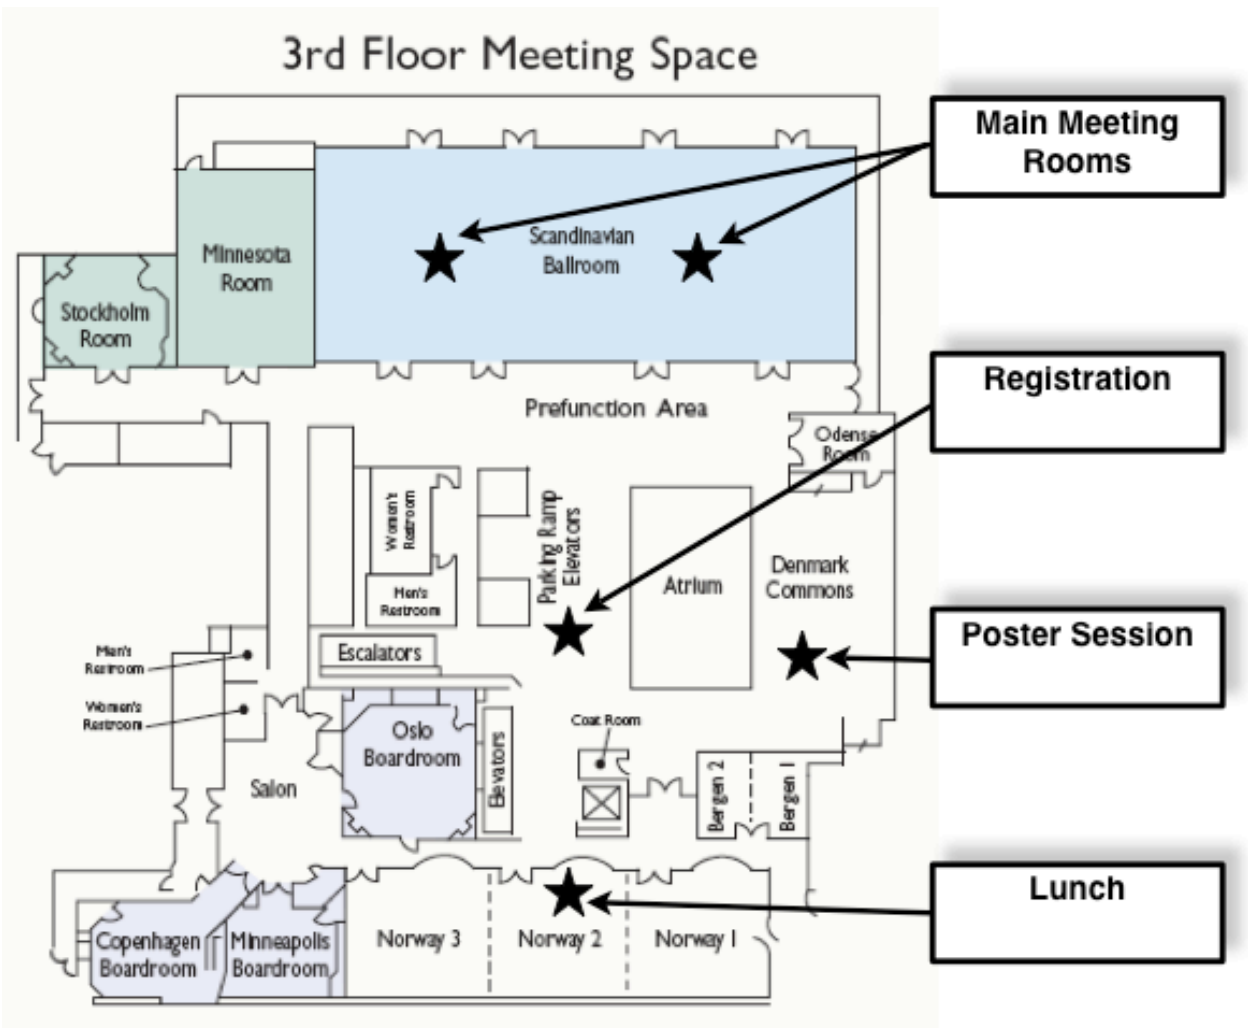 3rd Floor Meeting Space
Main Meeting
Rooms
Scandinavian
Ballroom
Minnesota
Room
Stockholm
Room
Registration
Prefunction Area
Odense
Room
Women's
Restroom
Parking Ramp
Elevators
Men's
Restroom
Atrium
Denmark
Commons
Poster Session
Escalators
Men's
Restroom
Women's
Restroom
Coat Room
Oslo
Boardroom
Elevators
Salon
Bergen 2
Bergen 1
Lunch
Copenhagen
Boardroom
Minneapolis
Boardroom
Norway 3
Norway 2
Norway 1